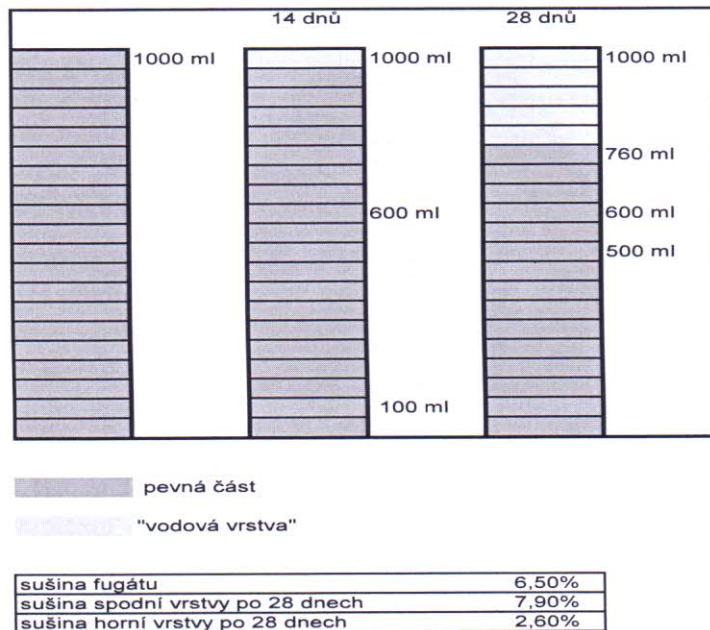 14 dnů 28 dnů
1000 ml 1000 ml 1000 ml
760 ml
600 ml 600 ml
500 ml
100 ml
pevná část
"vodová vrstva"
sušina fugátu 6,50%
sušina spodní vrstvy po 28 dnech 7,90%
sušina horní vrstvy po 28 dnech 2,60%